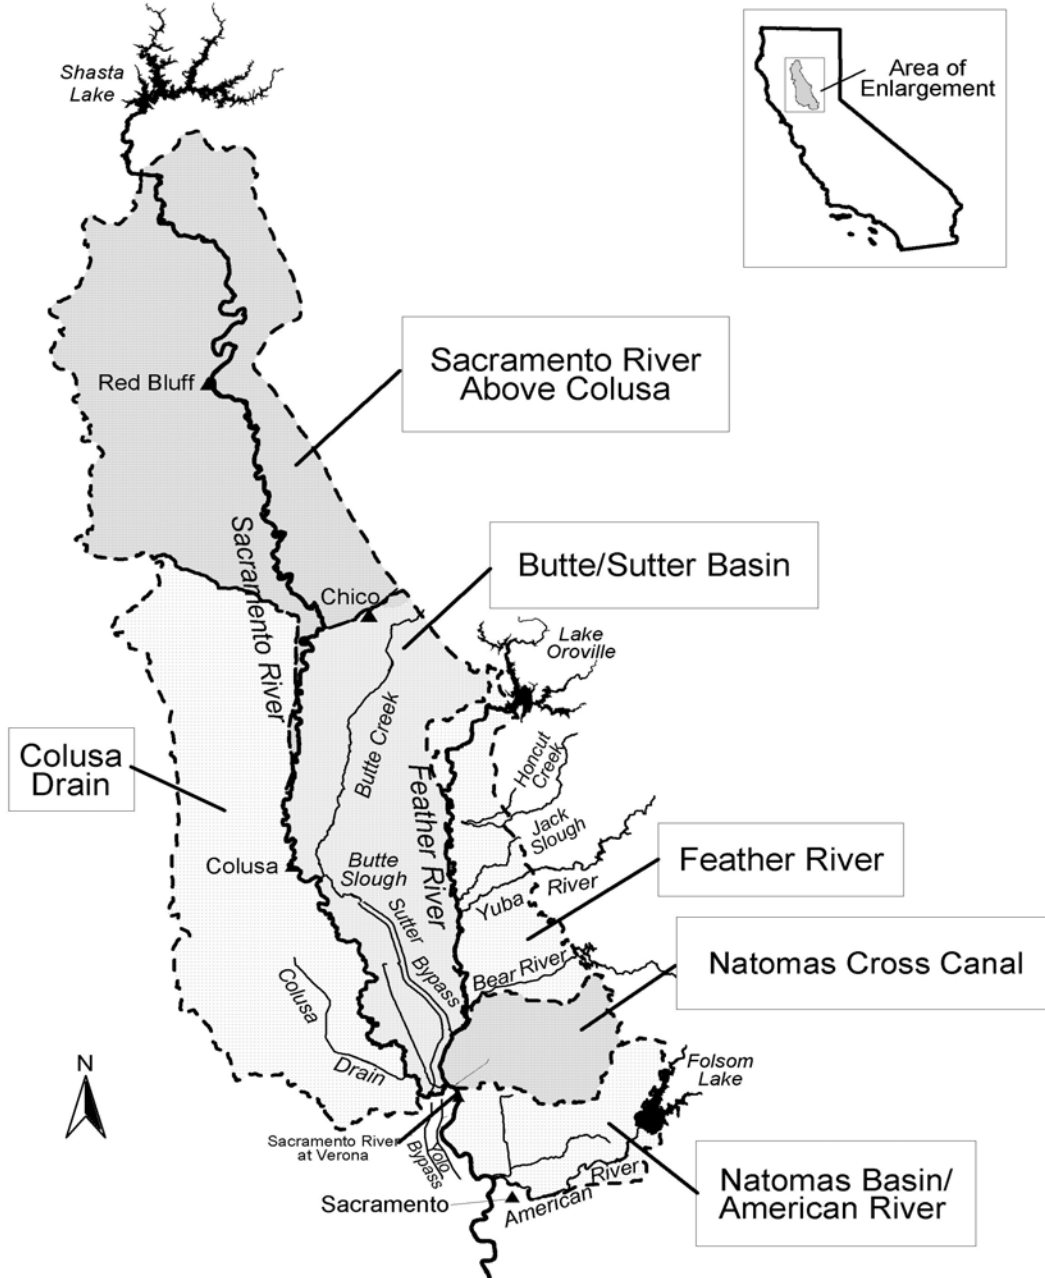 Shasta
Lake
Area of
Enlargement
Sacramento River
Above Colusa
Red Bluff
Sacramento River
Butte/Sutter Basin
Chico
Lake
Oroville
Butte Creek
Feather River
Honcut
Creek
Colusa
Drain
Jack
Slough
Colusa
Butte
Slough
Feather River
Yuba River
Sutter
Bypass
Natomas Cross Canal
Bear River
Colusa
Drain
N
Folsom
Lake
Sacramento River
at Verona
Yolo
Bypass
Natomas Basin/
American River
Sacramento
American River